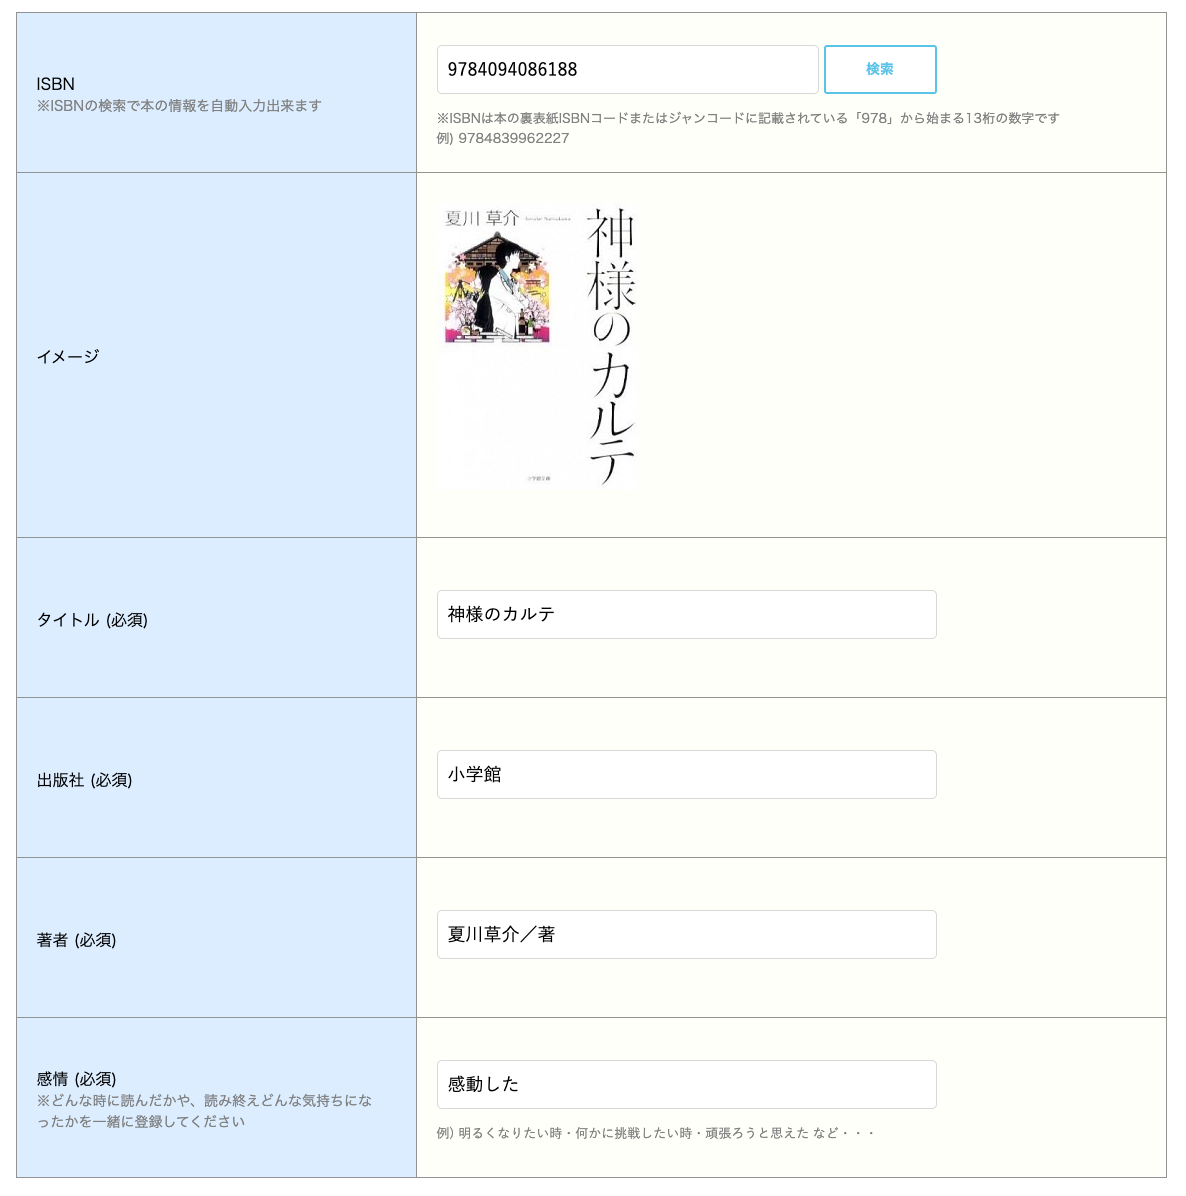 ISBN
※ISBNの検索で本の情報を自動入力出来ます
9784094086188
検索
※ISBNは本の裏表紙ISBNコードまたはジャンコードに記載されている「978」から始まる13桁の数字です
例) 9784839962227
イメージ
夏川 草介
神様のカルテ
小学館文庫
タイトル (必須)
神様のカルテ
出版社 (必須)
小学館
著者 (必須)
夏川草介／著
感情 (必須)
※どんな時に読んだかや、読み終えどんな気持ちにな
ったかを一緒に登録してください
感動した
例) 明るくなりたい時・何かに挑戦したい時・頑張ろうと思えた など・・・